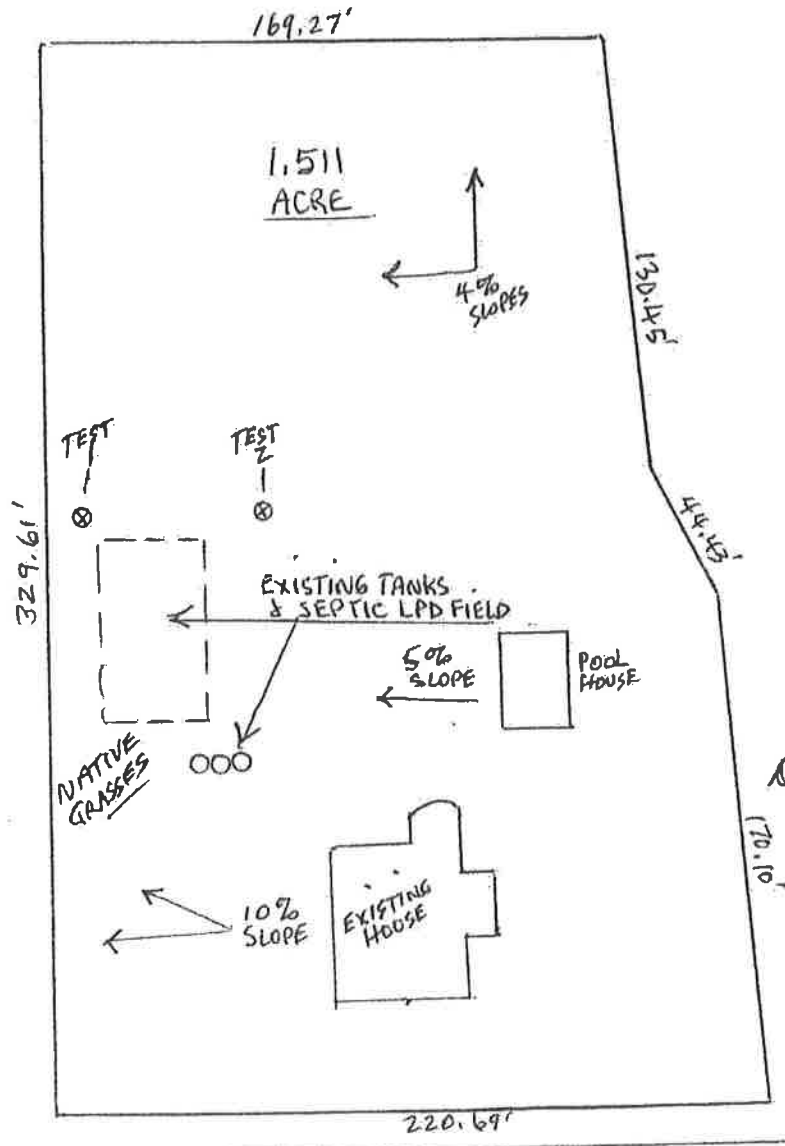 169.27'
1.511
ACRE
4%
SLOPES
130.45'
TEST
1
TEST
2
44.43'
329.61'
EXISTING TANKS
& SEPTIC LPD FIELD
5%
SLOPE
POOL
HOUSE
NATIVE
GRASSES
170.10'
10%
SLOPE
EXISTING
HOUSE
220.69'